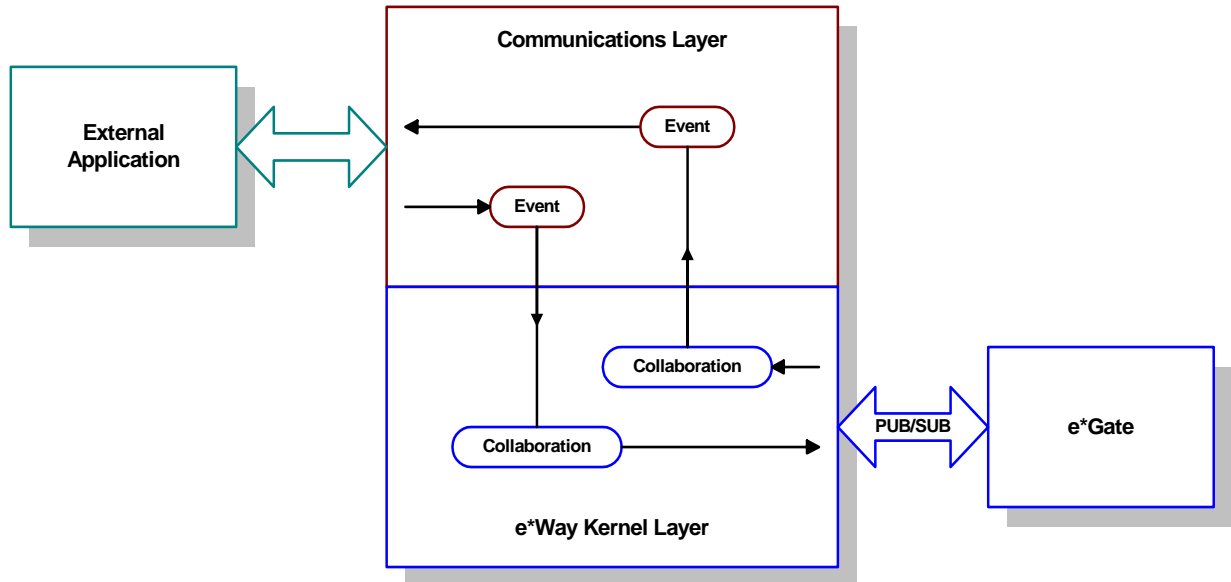 Communications Layer
External
Application
Event
Event
Collaboration
Collaboration
PUB/SUB
e*Gate
e*Way Kernel Layer